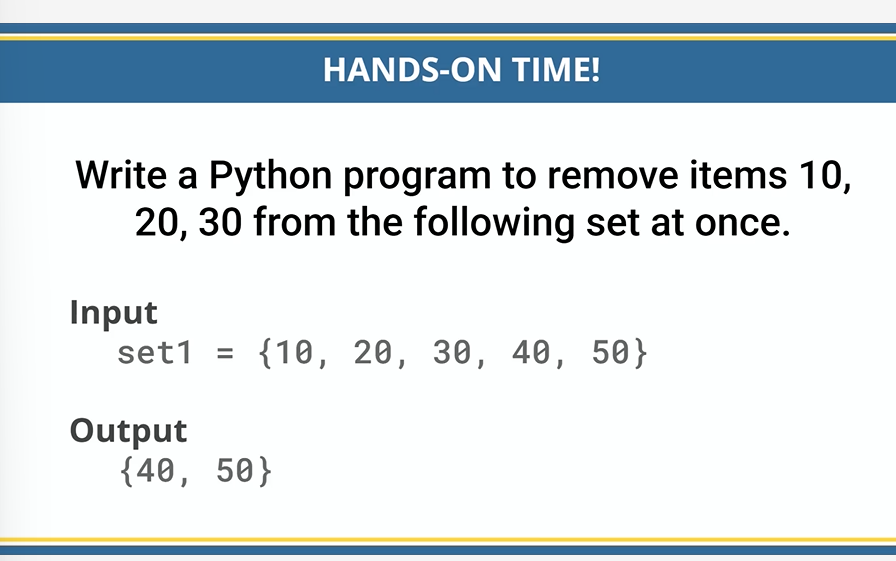 HANDS-ON TIME!
Write a Python program to remove items 10,
20, 30 from the following set at once.
Input
set1 = {10, 20, 30, 40, 50}
Output
{40, 50}